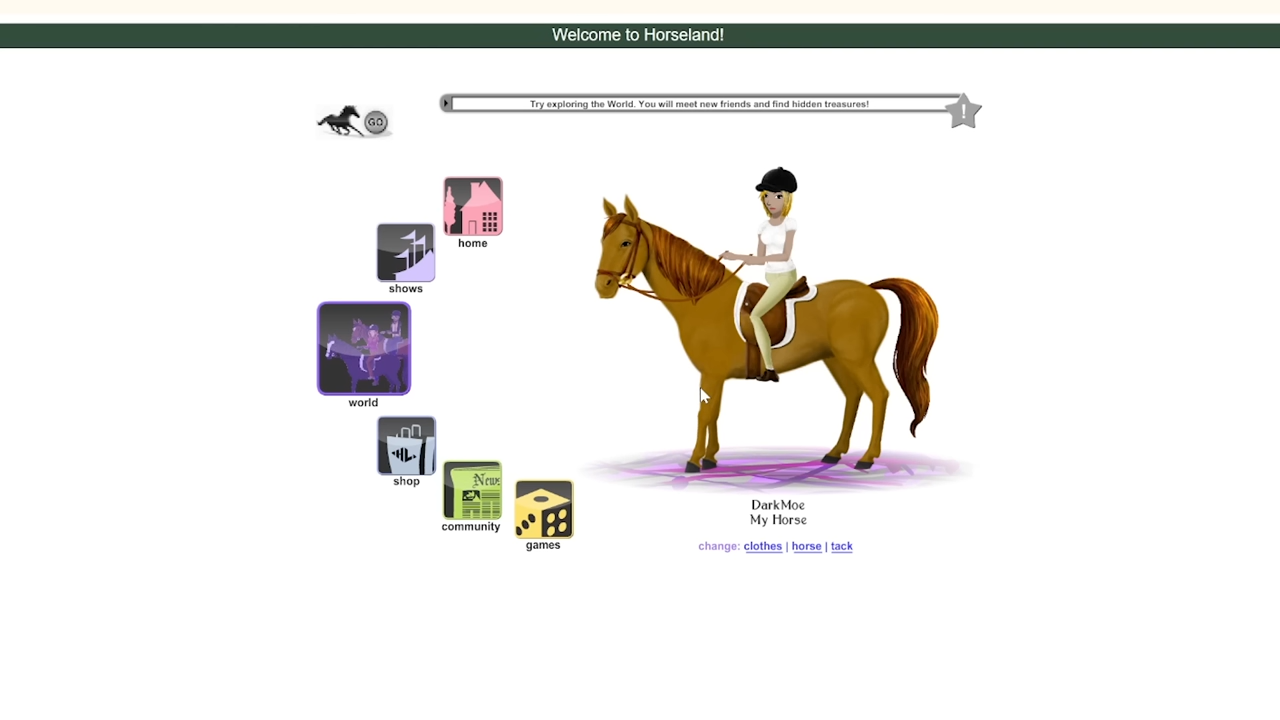 Welcome to Horseland!
Try exploring the World. You will meet new friends and find hidden treasures!
!
GO
home
shows
world
HL
shop
News
community
games
DarkMoe
My Horse
change: clothes | horse | tack